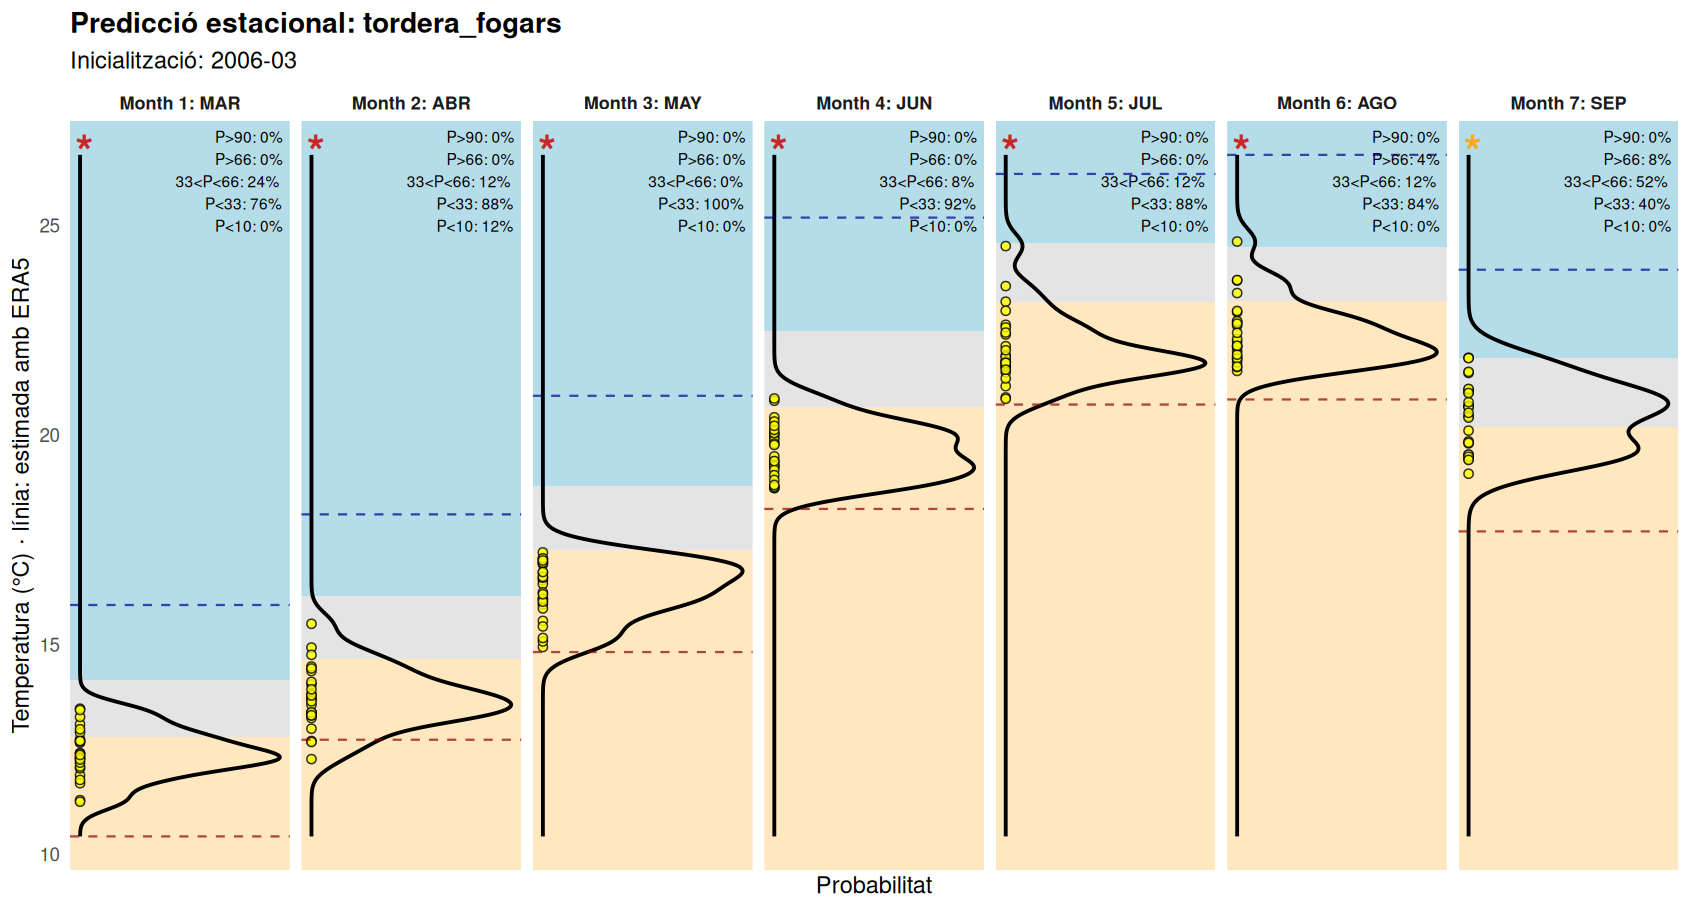 Predicció estacional: tordera_fogars
Inicialització: 2006-03
Month 1: MAR
Month 2: ABR
Month 3: MAY
Month 4: JUN
Month 5: JUL
Month 6: AGO
Month 7: SEP
*
P>90: 0%
P>66: 0%
33<P<66: 24%
P<33: 76%
P<10: 0%
*
P>90: 0%
P>66: 0%
33<P<66: 12%
P<33: 88%
P<10: 12%
*
P>90: 0%
P>66: 0%
33<P<66: 0%
P<33: 100%
P<10: 0%
*
P>90: 0%
P>66: 0%
33<P<66: 8%
P<33: 92%
P<10: 0%
*
P>90: 0%
P>66: 0%
33<P<66: 12%
P<33: 88%
P<10: 0%
*
P>90: 0%
P>66: 4%
33<P<66: 12%
P<33: 84%
P<10: 0%
*
P>90: 0%
P>66: 8%
33<P<66: 52%
P<33: 40%
P<10: 0%
25
20
15
10
Temperatura (°C) · línia: estimada amb ERA5
Probabilitat